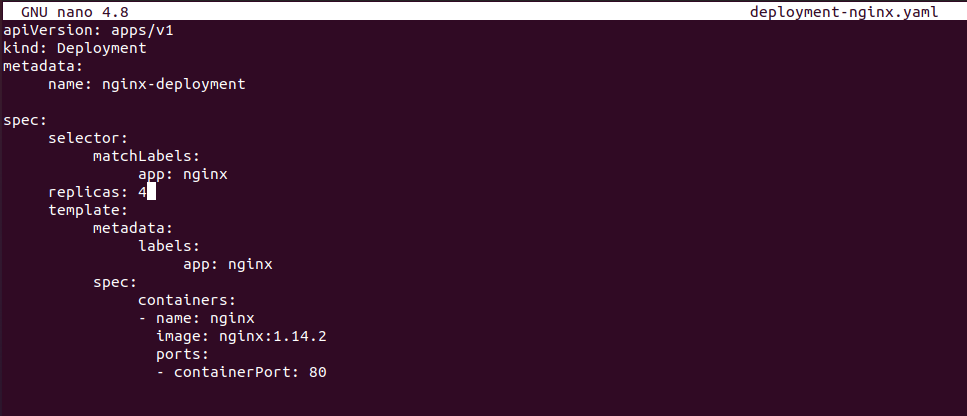 GNU nano 4.8 deployment-nginx.yaml
apiVersion: apps/v1
kind: Deployment
metadata:
     name: nginx-deployment

spec:
     selector:
          matchLabels:
               app: nginx
     replicas: 4
     template:
          metadata:
               labels:
                    app: nginx
          spec:
               containers:
               - name: nginx
                 image: nginx:1.14.2
                 ports:
                 - containerPort: 80